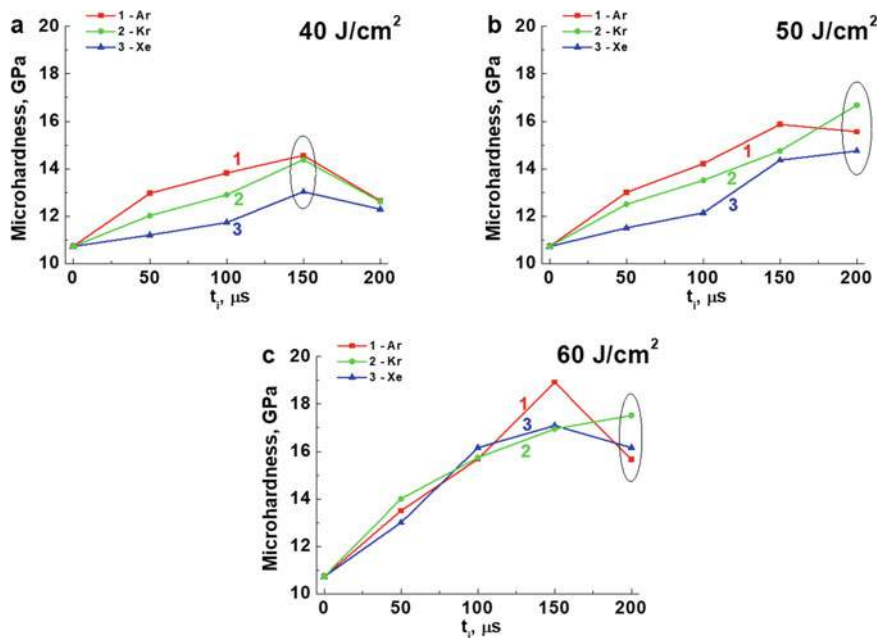 a
1 - Ar
2 - Kr
3 - Xe
40 J/cm²
Microhardness, GPa
20
18
16
14
12
10
1
2
3
0 50 100 150 200
tᵢ, μs
b
1 - Ar
2 - Kr
3 - Xe
50 J/cm²
Microhardness, GPa
20
18
16
14
12
10
1
2
3
0 50 100 150 200
tᵢ, μs
c
1 - Ar
2 - Kr
3 - Xe
60 J/cm²
Microhardness, GPa
20
18
16
14
12
10
1
3
2
0 50 100 150 200
tᵢ, μs